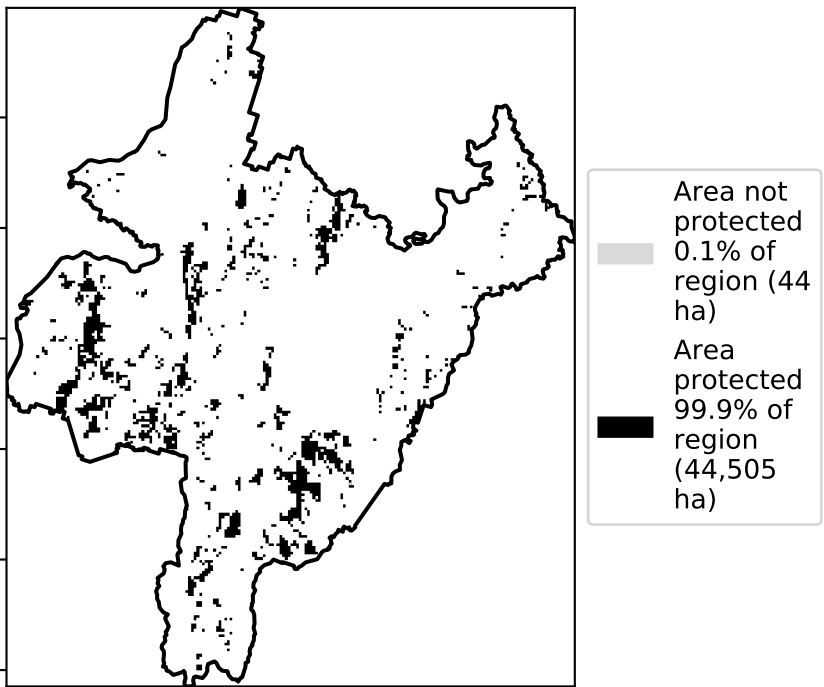 Area not
protected
0.1% of
region (44
ha)
Area
protected
99.9% of
region
(44,505
ha)